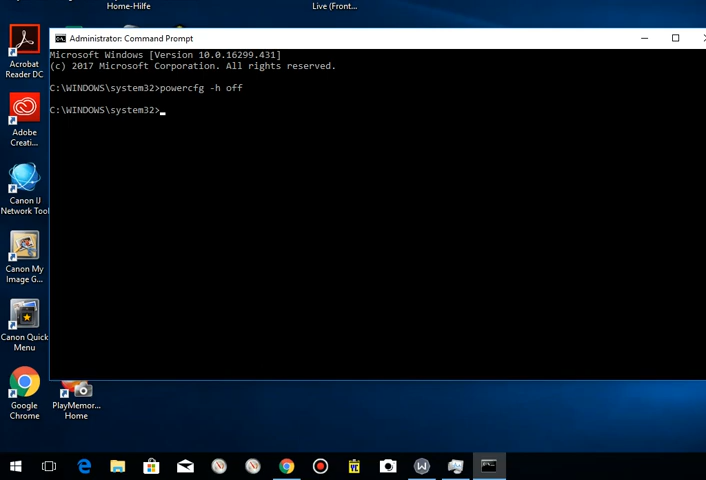 Home-Hilfe
Live (Front...
Administrator: Command Prompt
Microsoft Windows [Version 10.0.16299.431]
(c) 2017 Microsoft Corporation. All rights reserved.
C:\WINDOWS\system32>powercfg -h off
C:\WINDOWS\system32>
Acrobat
Reader DC
Adobe
Creati...
Canon IJ
Network Tool
Canon My
Image G...
Canon Quick
Menu
Google
Chrome
PlayMemor...
Home